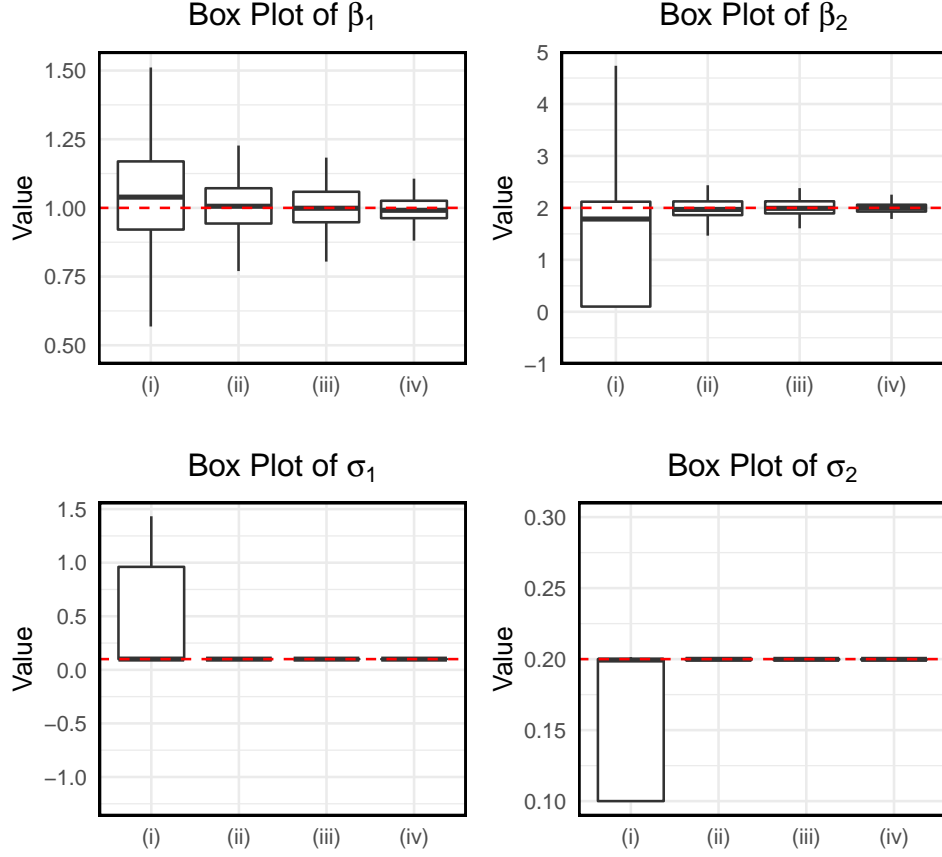 Box Plot of β₁
Value
1.50
1.25
1.00
0.75
0.50
(i) (ii) (iii) (iv)
Box Plot of β₂
Value
5
4
3
2
1
0
−1
(i) (ii) (iii) (iv)
Box Plot of σ₁
Value
1.5
1.0
0.5
0.0
−0.5
−1.0
(i) (ii) (iii) (iv)
Box Plot of σ₂
Value
0.30
0.25
0.20
0.15
0.10
(i) (ii) (iii) (iv)